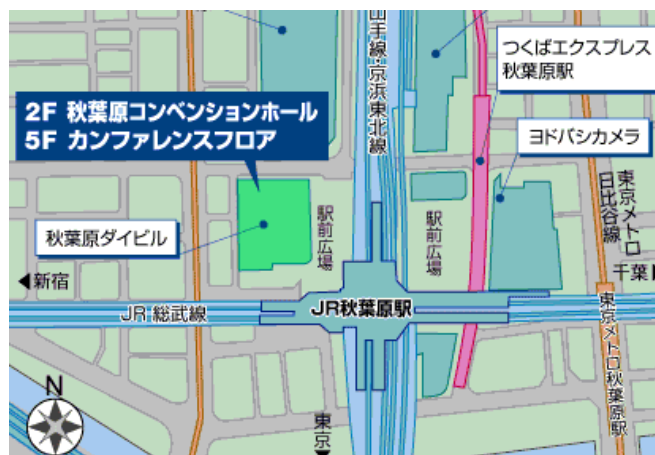 山手線・京浜東北線
つくばエクスプレス
秋葉原駅
2F 秋葉原コンベンションホール
5F カンファレンスフロア
ヨドバシカメラ
東京メトロ
日比谷線
秋葉原ダイビル
駅前広場
駅前広場
◀新宿
千葉▶
JR 総武線
JR秋葉原駅
東京メトロ秋葉原駅
N
東京▼